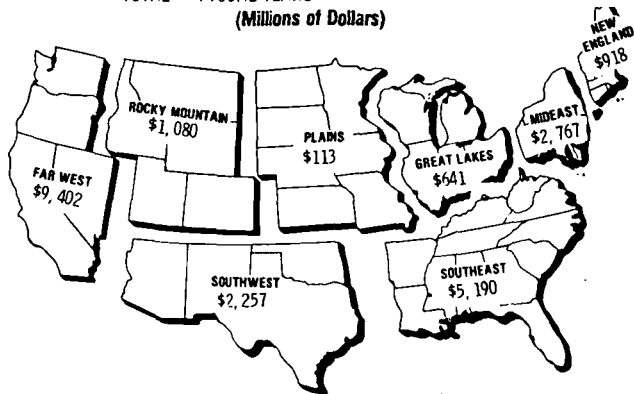 (Millions of Dollars)
NEW
ENGLAND
$918
ROCKY MOUNTAIN
$1,080
PLAINS
$113
MIDEAST
$2,767
GREAT LAKES
$641
FAR WEST
$9,402
SOUTHWEST
$2,257
SOUTHEAST
$5,190